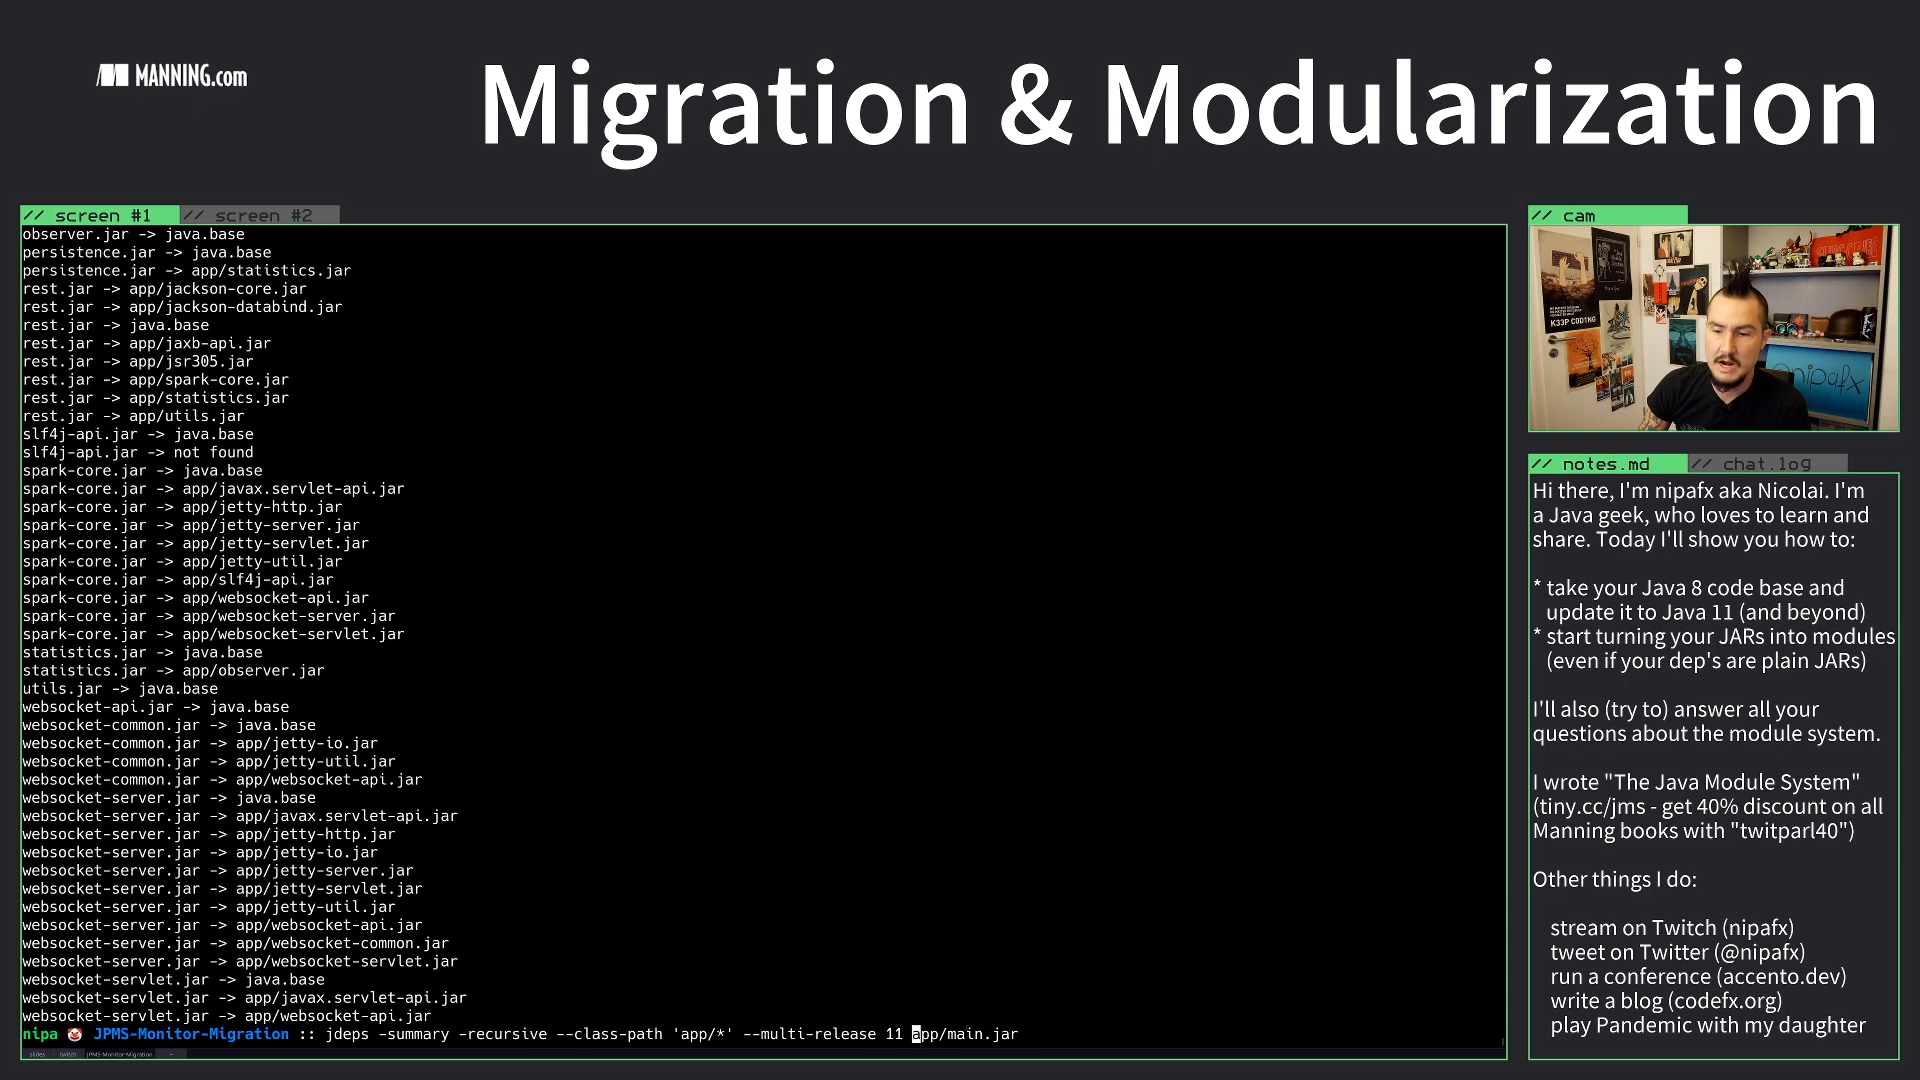 MANNING.com
Migration & Modularization
// screen #1
// screen #2
observer.jar -> java.base
persistence.jar -> java.base
persistence.jar -> app/statistics.jar
rest.jar -> app/jackson-core.jar
rest.jar -> app/jackson-databind.jar
rest.jar -> java.base
rest.jar -> app/jaxb-api.jar
rest.jar -> app/jsr305.jar
rest.jar -> app/spark-core.jar
rest.jar -> app/statistics.jar
rest.jar -> app/utils.jar
slf4j-api.jar -> java.base
slf4j-api.jar -> not found
spark-core.jar -> java.base
spark-core.jar -> app/javax.servlet-api.jar
spark-core.jar -> app/jetty-http.jar
spark-core.jar -> app/jetty-server.jar
spark-core.jar -> app/jetty-servlet.jar
spark-core.jar -> app/jetty-util.jar
spark-core.jar -> app/slf4j-api.jar
spark-core.jar -> app/websocket-api.jar
spark-core.jar -> app/websocket-server.jar
spark-core.jar -> app/websocket-servlet.jar
statistics.jar -> java.base
statistics.jar -> app/observer.jar
utils.jar -> java.base
websocket-api.jar -> java.base
websocket-common.jar -> java.base
websocket-common.jar -> app/jetty-io.jar
websocket-common.jar -> app/jetty-util.jar
websocket-common.jar -> app/websocket-api.jar
websocket-server.jar -> java.base
websocket-server.jar -> app/javax.servlet-api.jar
websocket-server.jar -> app/jetty-http.jar
websocket-server.jar -> app/jetty-io.jar
websocket-server.jar -> app/jetty-server.jar
websocket-server.jar -> app/jetty-servlet.jar
websocket-server.jar -> app/jetty-util.jar
websocket-server.jar -> app/websocket-api.jar
websocket-server.jar -> app/websocket-common.jar
websocket-server.jar -> app/websocket-servlet.jar
websocket-servlet.jar -> java.base
websocket-servlet.jar -> app/javax.servlet-api.jar
websocket-servlet.jar -> app/websocket-api.jar
nipa 🤡 JPMS-Monitor-Migration :: jdeps -summary -recursive --class-path 'app/*' --multi-release 11 app/main.jar
slides
twitch
JPMS-Monitor-Migration
~
// cam
K33P C0D1NG
SUBSCRIBE
@nipafx
// notes.md
// chat.log
Hi there, I'm nipafx aka Nicolai. I'm
a Java geek, who loves to learn and
share. Today I'll show you how to:
* take your Java 8 code base and
update it to Java 11 (and beyond)
* start turning your JARs into modules
(even if your dep's are plain JARs)
I'll also (try to) answer all your
questions about the module system.
I wrote "The Java Module System"
(tiny.cc/jms - get 40% discount on all
Manning books with "twitparl40")
Other things I do:
stream on Twitch (nipafx)
tweet on Twitter (@nipafx)
run a conference (accento.dev)
write a blog (codefx.org)
play Pandemic with my daughter